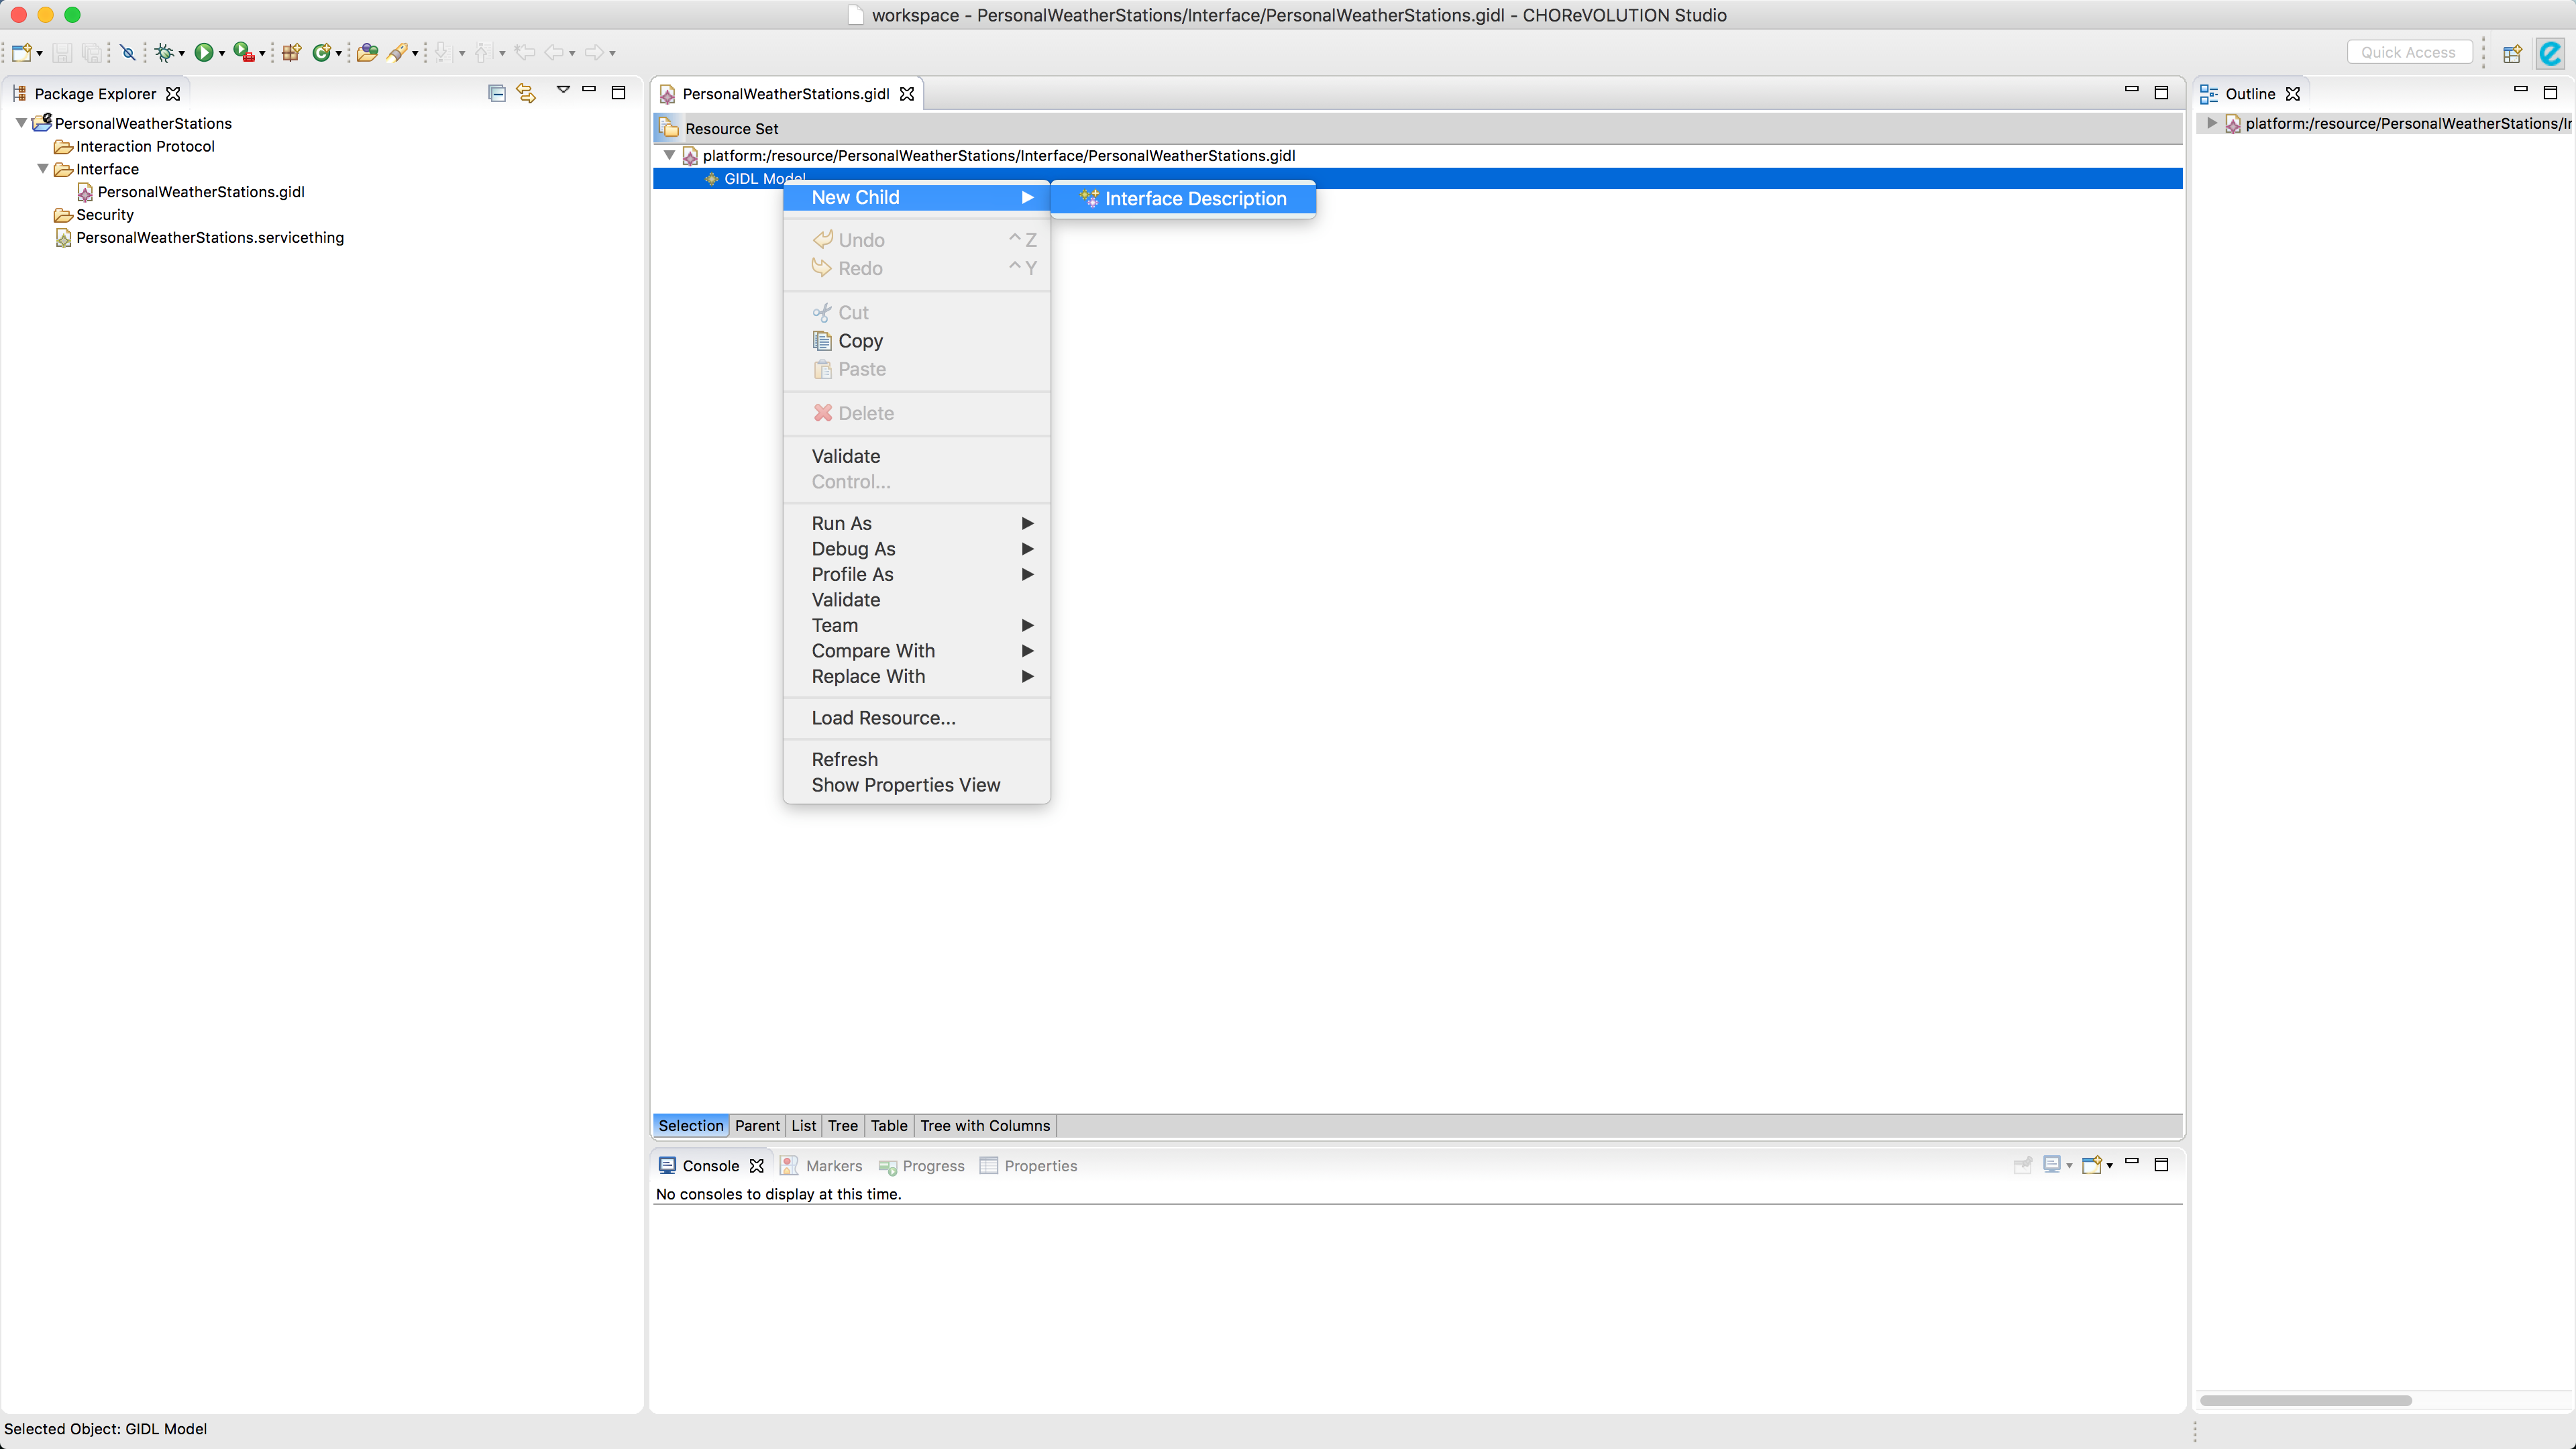 workspace - PersonalWeatherStations/Interface/PersonalWeatherStations.gidl - CHOReVOLUTION Studio
Quick Access
Package Explorer
PersonalWeatherStations
Interaction Protocol
Interface
PersonalWeatherStations.gidl
Security
PersonalWeatherStations.servicething
PersonalWeatherStations.gidl
Resource Set
platform:/resource/PersonalWeatherStations/Interface/PersonalWeatherStations.gidl
GIDL Model
New Child
Interface Description
Undo ^ Z
Redo ^ Y
Cut
Copy
Paste
Delete
Validate
Control...
Run As
Debug As
Profile As
Validate
Team
Compare With
Replace With
Load Resource...
Refresh
Show Properties View
Selection Parent List Tree Table Tree with Columns
Console Markers Progress Properties
No consoles to display at this time.
Outline
platform:/resource/PersonalWeatherStations/
Selected Object: GIDL Model